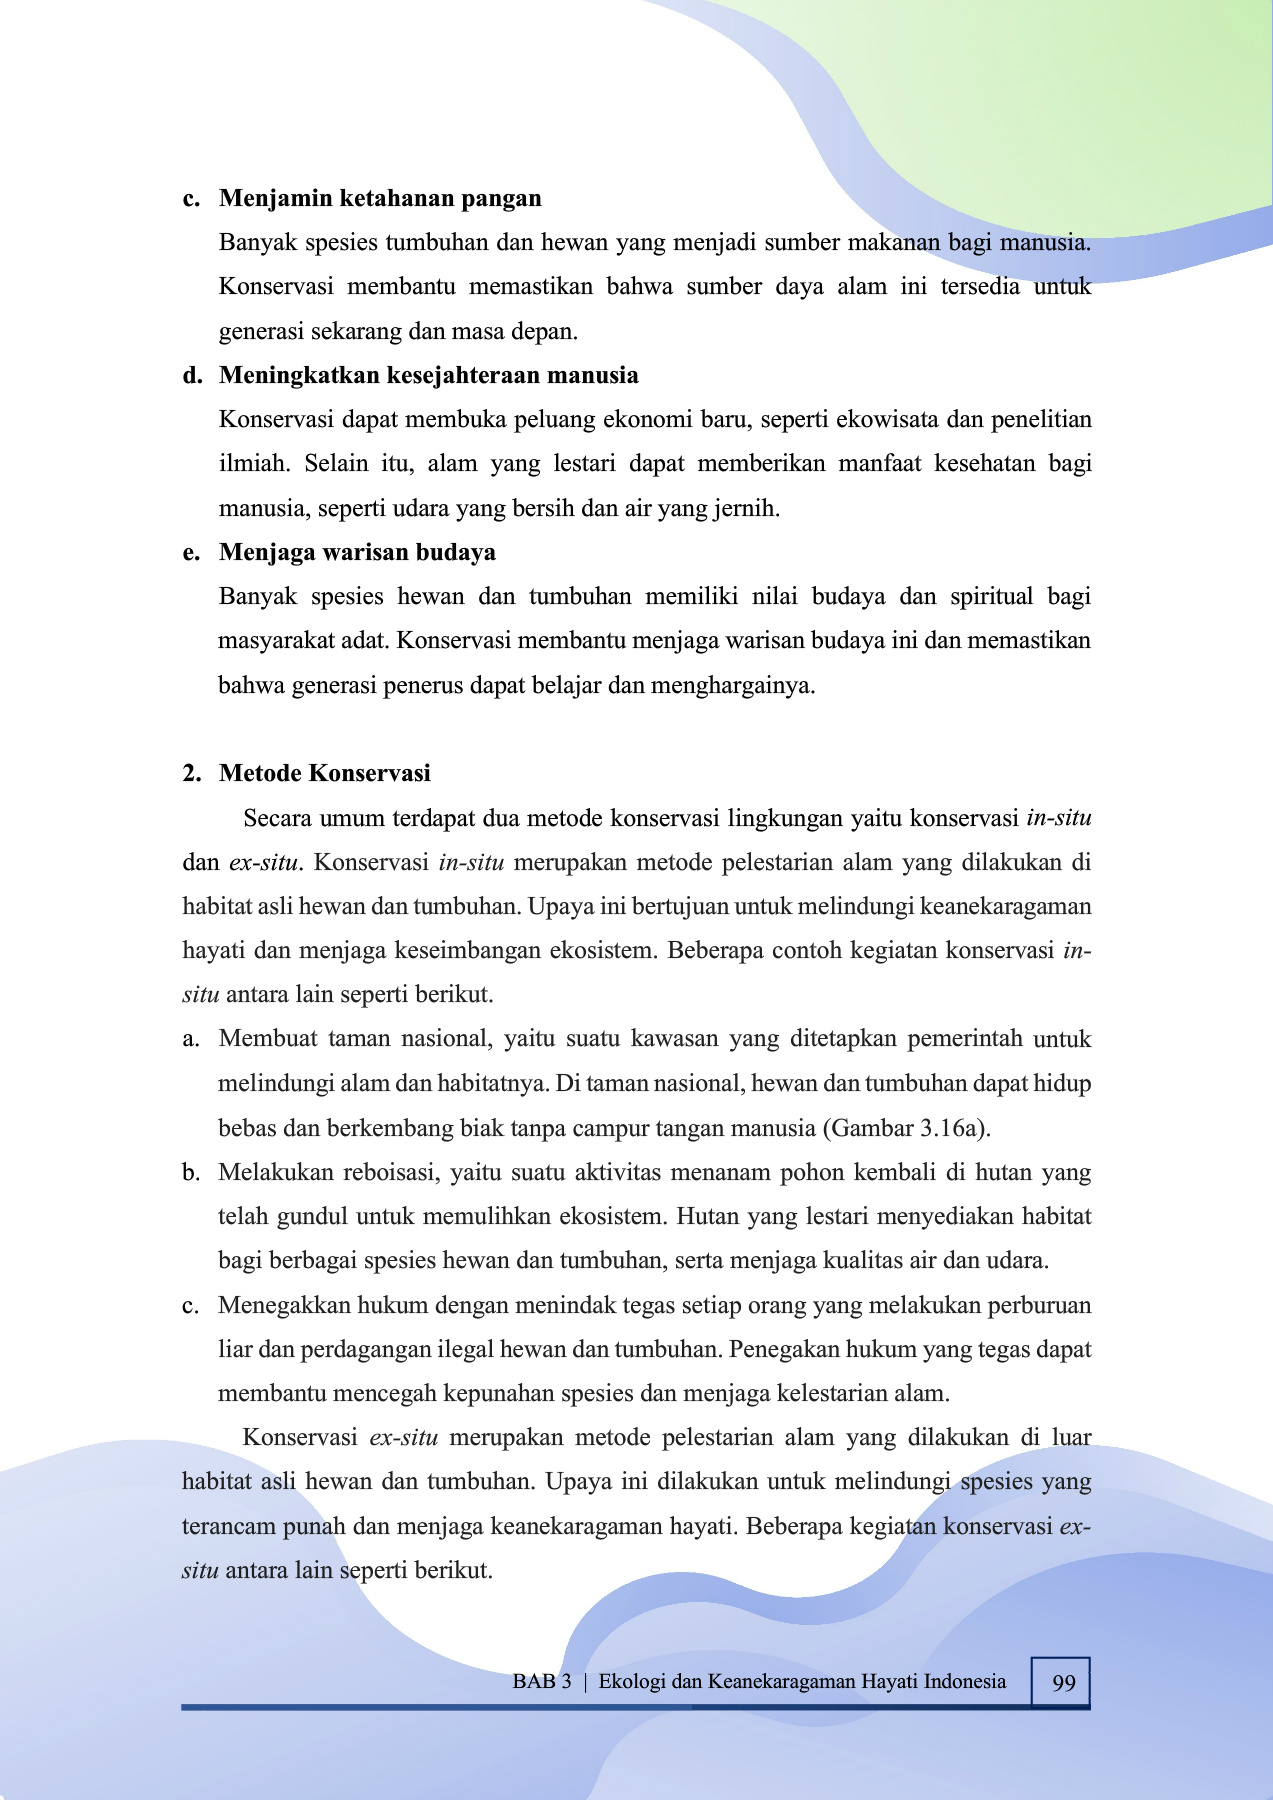 c. Menjamin ketahanan pangan
Banyak spesies tumbuhan dan hewan yang menjadi sumber makanan bagi manusia.
Konservasi membantu memastikan bahwa sumber daya alam ini tersedia untuk
generasi sekarang dan masa depan.
d. Meningkatkan kesejahteraan manusia
Konservasi dapat membuka peluang ekonomi baru, seperti ekowisata dan penelitian
ilmiah. Selain itu, alam yang lestari dapat memberikan manfaat kesehatan bagi
manusia, seperti udara yang bersih dan air yang jernih.
e. Menjaga warisan budaya
Banyak spesies hewan dan tumbuhan memiliki nilai budaya dan spiritual bagi
masyarakat adat. Konservasi membantu menjaga warisan budaya ini dan memastikan
bahwa generasi penerus dapat belajar dan menghargainya.
2. Metode Konservasi
Secara umum terdapat dua metode konservasi lingkungan yaitu konservasi in-situ
dan ex-situ. Konservasi in-situ merupakan metode pelestarian alam yang dilakukan di
habitat asli hewan dan tumbuhan. Upaya ini bertujuan untuk melindungi keanekaragaman
hayati dan menjaga keseimbangan ekosistem. Beberapa contoh kegiatan konservasi in-
situ antara lain seperti berikut.
a. Membuat taman nasional, yaitu suatu kawasan yang ditetapkan pemerintah untuk
melindungi alam dan habitatnya. Di taman nasional, hewan dan tumbuhan dapat hidup
bebas dan berkembang biak tanpa campur tangan manusia (Gambar 3.16a).
b. Melakukan reboisasi, yaitu suatu aktivitas menanam pohon kembali di hutan yang
telah gundul untuk memulihkan ekosistem. Hutan yang lestari menyediakan habitat
bagi berbagai spesies hewan dan tumbuhan, serta menjaga kualitas air dan udara.
c. Menegakkan hukum dengan menindak tegas setiap orang yang melakukan perburuan
liar dan perdagangan ilegal hewan dan tumbuhan. Penegakan hukum yang tegas dapat
membantu mencegah kepunahan spesies dan menjaga kelestarian alam.
Konservasi ex-situ merupakan metode pelestarian alam yang dilakukan di luar
habitat asli hewan dan tumbuhan. Upaya ini dilakukan untuk melindungi spesies yang
terancam punah dan menjaga keanekaragaman hayati. Beberapa kegiatan konservasi ex-
situ antara lain seperti berikut.
BAB 3 | Ekologi dan Keanekaragaman Hayati Indonesia 99